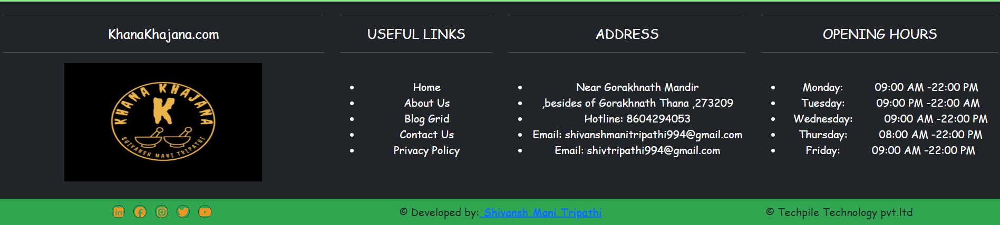 KhanaKhajana.com
KHANA KHAJANA
K
SHIVANSH MANI TRIPATHI
USEFUL LINKS
Home
About Us
Blog Grid
Contact Us
Privacy Policy
ADDRESS
Near Gorakhnath Mandir
,besides of Gorakhnath Thana ,273209
Hotline: 8604294053
Email: shivanshmanitripathi994@gmail.com
Email: shivtripathi994@gmail.com
OPENING HOURS
Monday: 09:00 AM -22:00 PM
Tuesday: 09:00 PM -22:00 AM
Wednesday: 09:00 AM -22:00 PM
Thursday: 08:00 AM -22:00 PM
Friday: 09:00 AM -22:00 PM
© Developed by: Shivansh Mani Tripathi
© Techpile Technology pvt.ltd